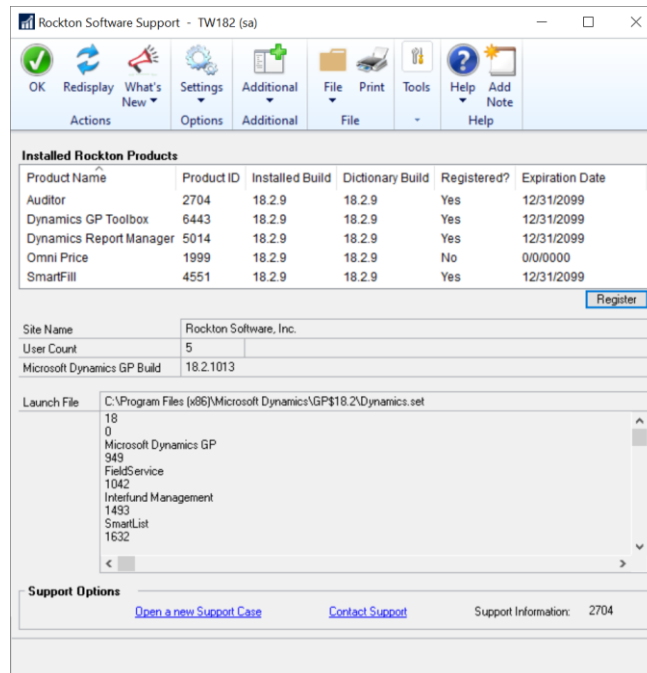 Rockton Software Support - TW182 (sa)
OK Redisplay What's New Settings Additional File Print Tools Help Add Note
Actions Options Additional File Help
Installed Rockton Products
Product Name Product ID Installed Build Dictionary Build Registered? Expiration Date
Auditor 2704 18.2.9 18.2.9 Yes 12/31/2099
Dynamics GP Toolbox 6443 18.2.9 18.2.9 Yes 12/31/2099
Dynamics Report Manager 5014 18.2.9 18.2.9 Yes 12/31/2099
Omni Price 1999 18.2.9 18.2.9 No 0/0/0000
SmartFill 4551 18.2.9 18.2.9 Yes 12/31/2099
Register
Site Name Rockton Software, Inc.
User Count 5
Microsoft Dynamics GP Build 18.2.1013
Launch File C:\Program Files (x86)\Microsoft Dynamics\GP$18.2\Dynamics.set
18
0
Microsoft Dynamics GP
949
FieldService
1042
Interfund Management
1493
SmartList
1632
Support Options
Open a new Support Case Contact Support Support Information: 2704